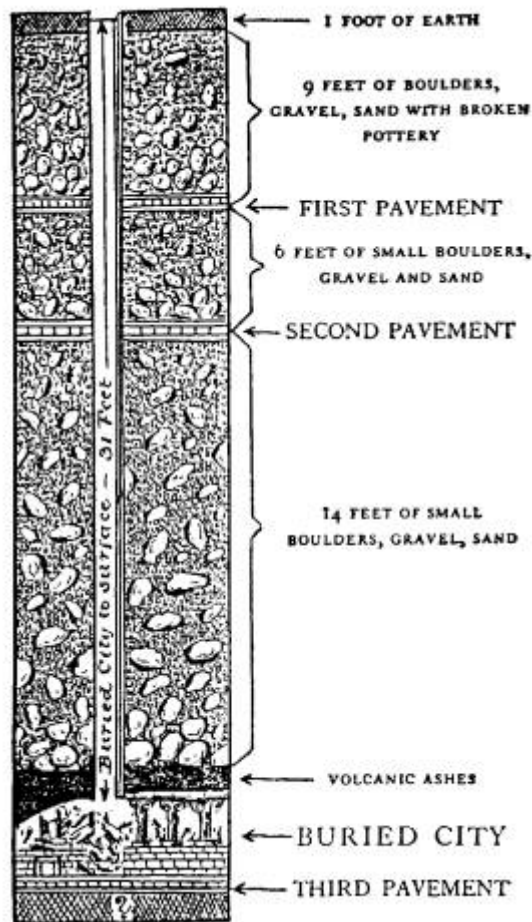 1 FOOT OF EARTH
9 FEET OF BOULDERS,
GRAVEL, SAND WITH BROKEN
POTTERY
FIRST PAVEMENT
6 FEET OF SMALL BOULDERS,
GRAVEL AND SAND
SECOND PAVEMENT
Buried City to Surface – 31 Feet
14 FEET OF SMALL
BOULDERS, GRAVEL, SAND
VOLCANIC ASHES
BURIED CITY
THIRD PAVEMENT
?